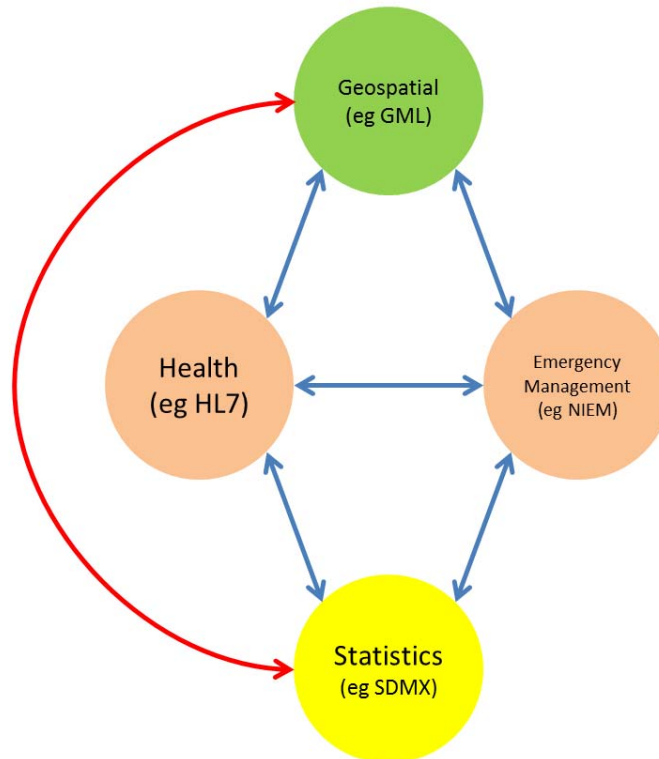 Geospatial
(eg GML)
Health
(eg HL7)
Emergency
Management
(eg NIEM)
Statistics
(eg SDMX)